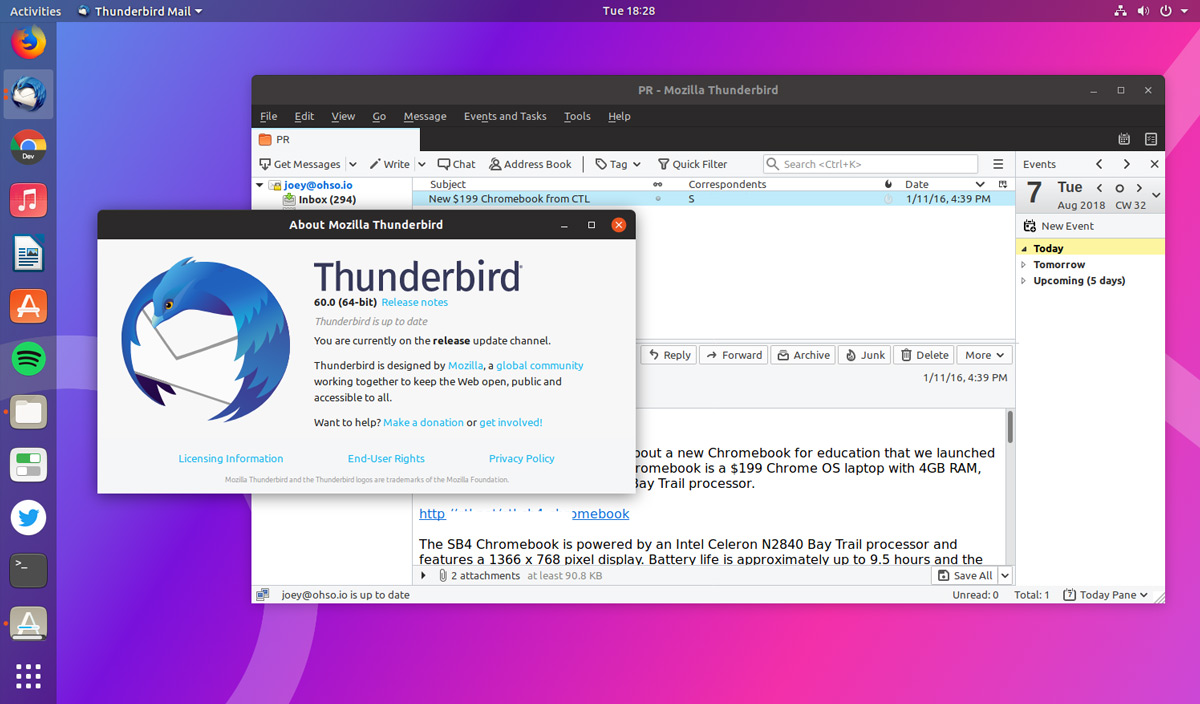 Activities Thunderbird Mail Tue 18:28
PR - Mozilla Thunderbird
File Edit View Go Message Events and Tasks Tools Help
PR
Get Messages Write Chat Address Book Tag Quick Filter Search <Ctrl+K>
Events
joey@ohso.io
Inbox (294)
Subject Correspondents Date
New $199 Chromebook from CTL S 1/11/16, 4:39 PM
7 Tue
Aug 2018 CW 32
New Event
Today
Tomorrow
Upcoming (5 days)
Dev
About Mozilla Thunderbird
Thunderbird
60.0 (64-bit) Release notes
Thunderbird is up to date
You are currently on the release update channel.
Thunderbird is designed by Mozilla, a global community
working together to keep the Web open, public and
accessible to all.
Want to help? Make a donation or get involved!
Licensing Information End-User Rights Privacy Policy
Mozilla Thunderbird and the Thunderbird logos are trademarks of the Mozilla Foundation.
Reply Forward Archive Junk Delete More
1/11/16, 4:39 PM
a new Chromebook for education that we launched
is a $199 Chrome OS laptop with 4GB RAM,
Bay Trail processor.
http
The SB4 Chromebook is powered by an Intel Celeron N2840 Bay Trail processor and
features a 1366 x 768 pixel display. Battery life is approximately up to 9.5 hours and the
2 attachments at least 90.8 KB Save All
joey@ohso.io is up to date Unread: 0 Total: 1 7 Today Pane